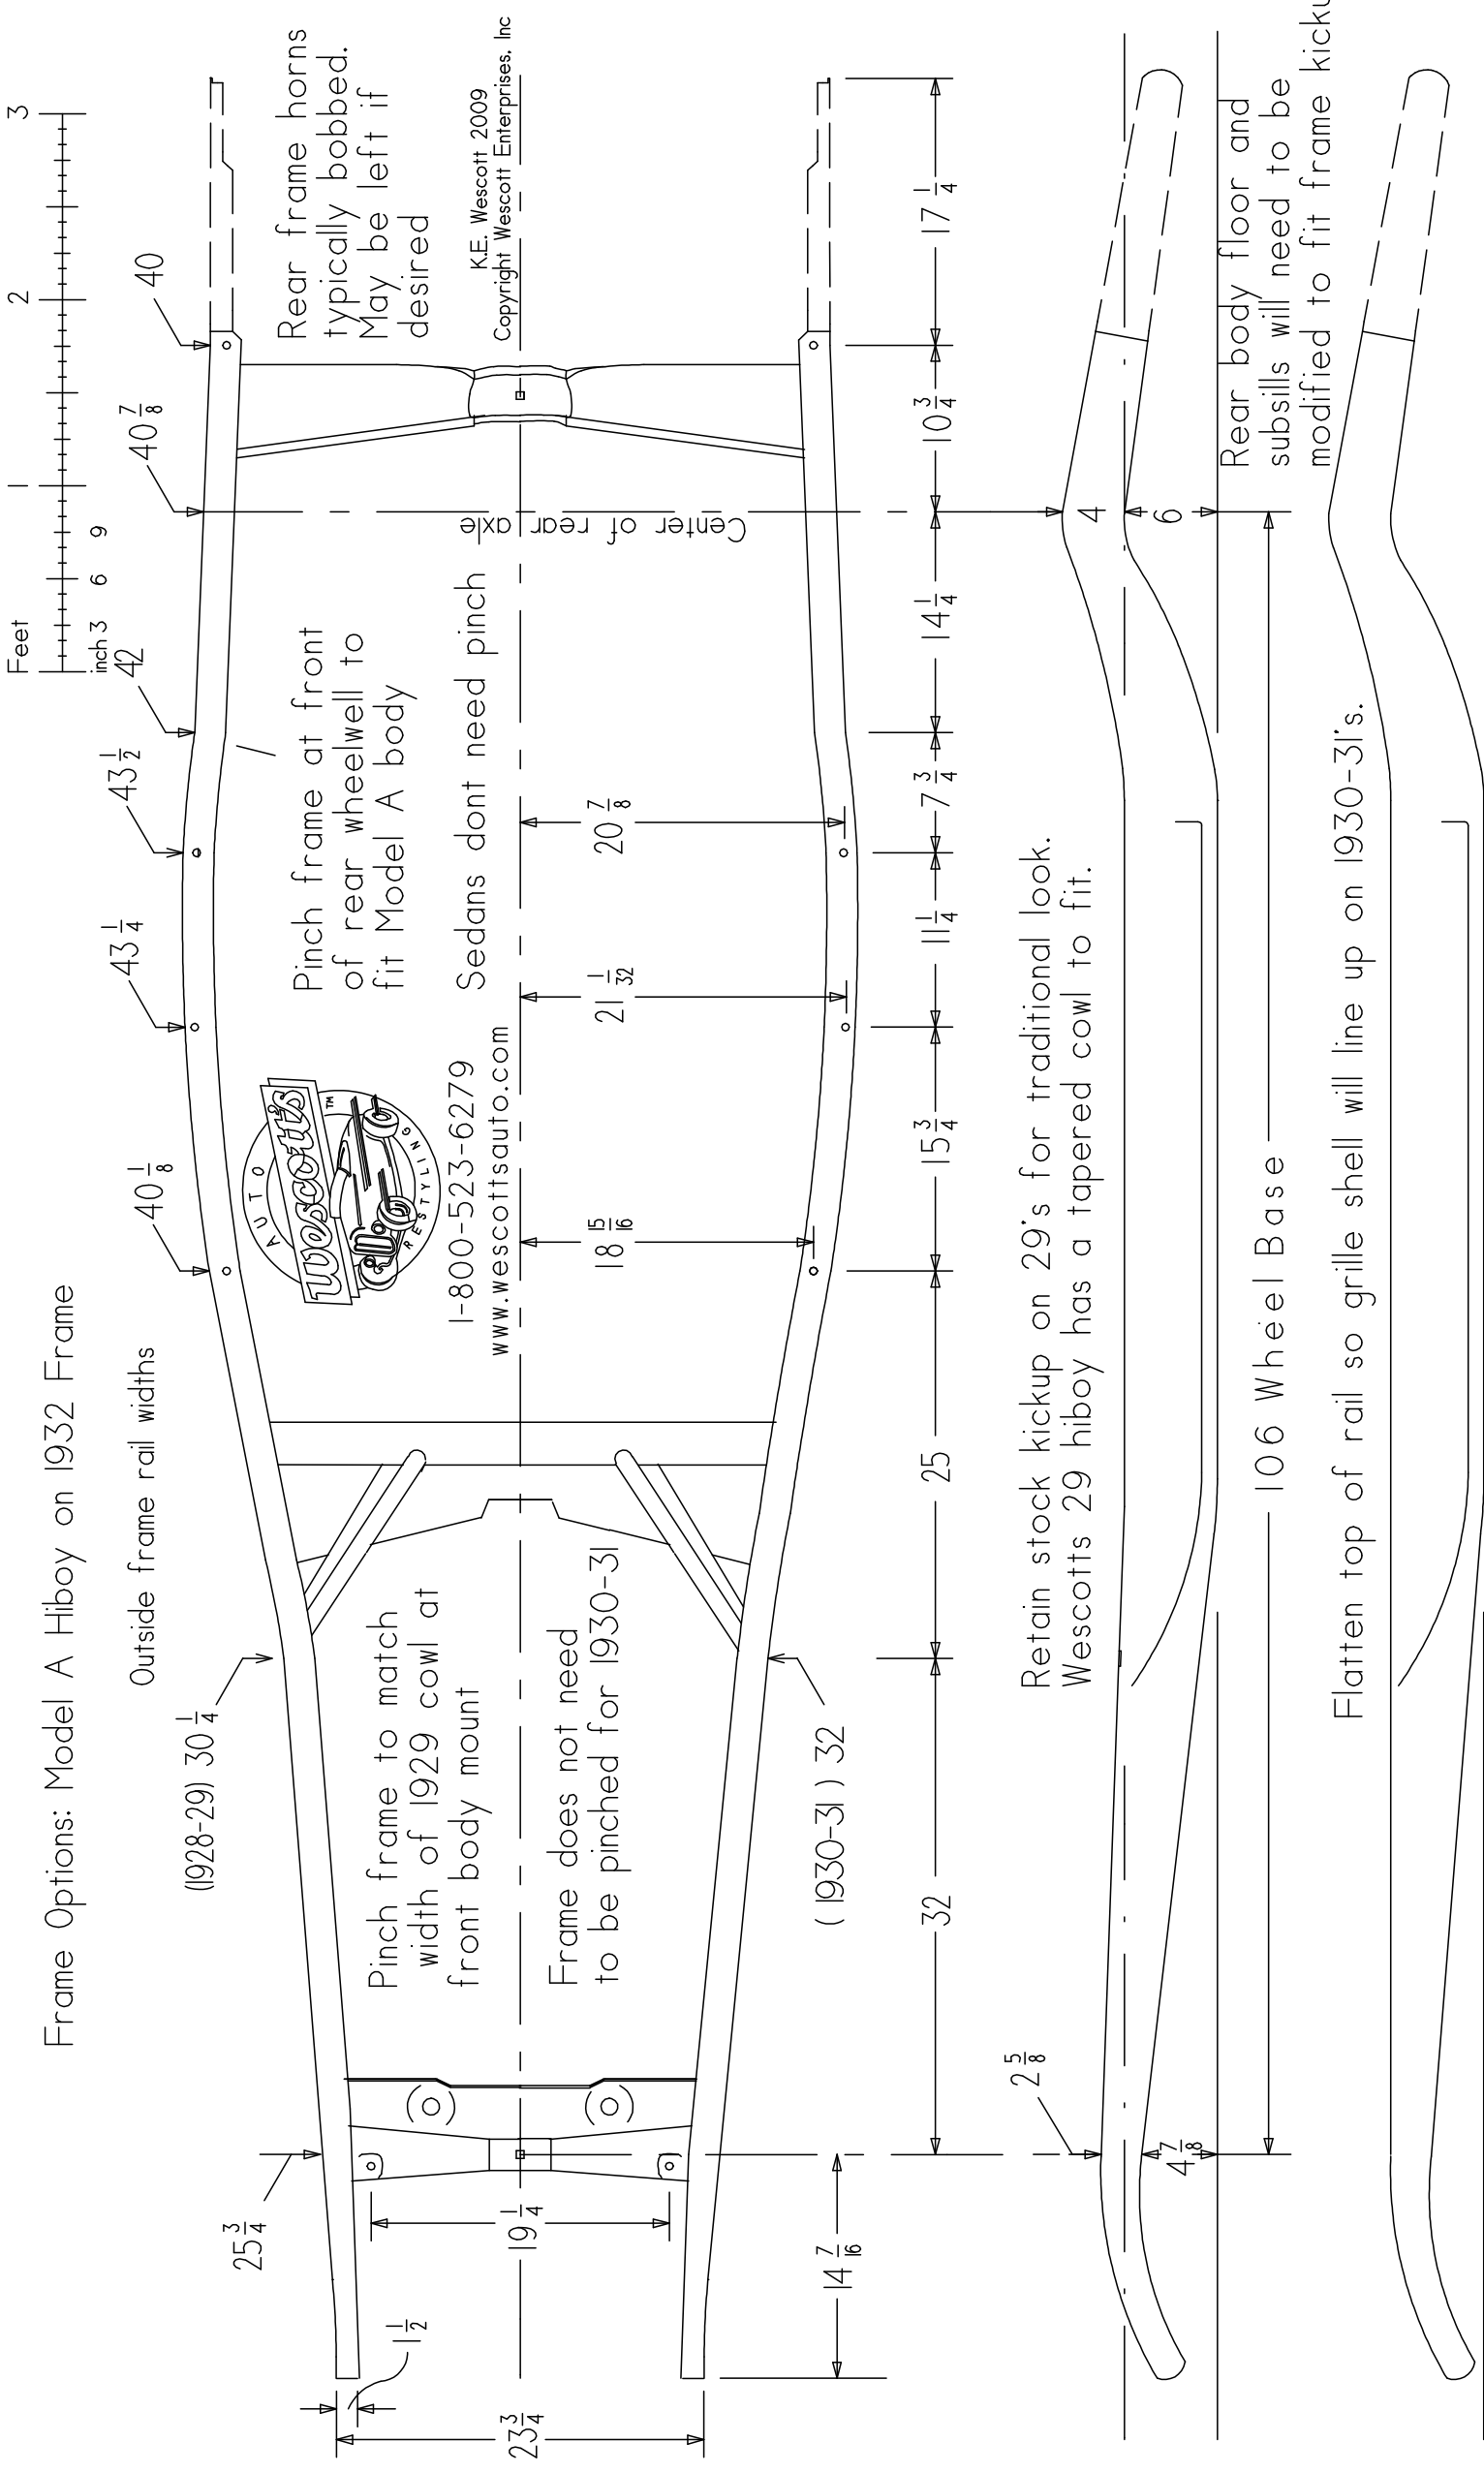 Frame Options: Model A Hiboy on 1932 Frame
Feet
1
2
3
inch 3 6 9
Outside frame rail widths
(1928-29) 30 1/4
40 1/8
43 1/4
43 1/2
42
40 7/8
40
25 3/4
1 1/2
23 3/4
19 1/4
Pinch frame to match
width of 1929 cowl at
front body mount
Frame does not need
to be pinched for 1930-31
AUTO
Wescott's
TM
RESTYLING
1-800-523-6279
www.wescottsauto.com
Pinch frame at front
of rear wheelwell to
fit Model A body
Sedans dont need pinch
Center of rear axle
Rear frame horns
typically bobbed.
May be left if
desired
K.E. Wescott 2009
Copyright Wescott Enterprises, Inc
18 15/16
21 1/32
20 7/8
(1930-31) 32
14 7/16
32
25
15 3/4
11 1/4
7 3/4
14 1/4
10 3/4
17 1/4
2 5/8
4 7/8
Retain stock kickup on 29's for traditional look.
Wescotts 29 hiboy has a tapered cowl to fit.
4
6
106 Wheel Base
Rear body floor and
subsills will need to be
modified to fit frame kicku
Flatten top of rail so grille shell will line up on 1930-31's.